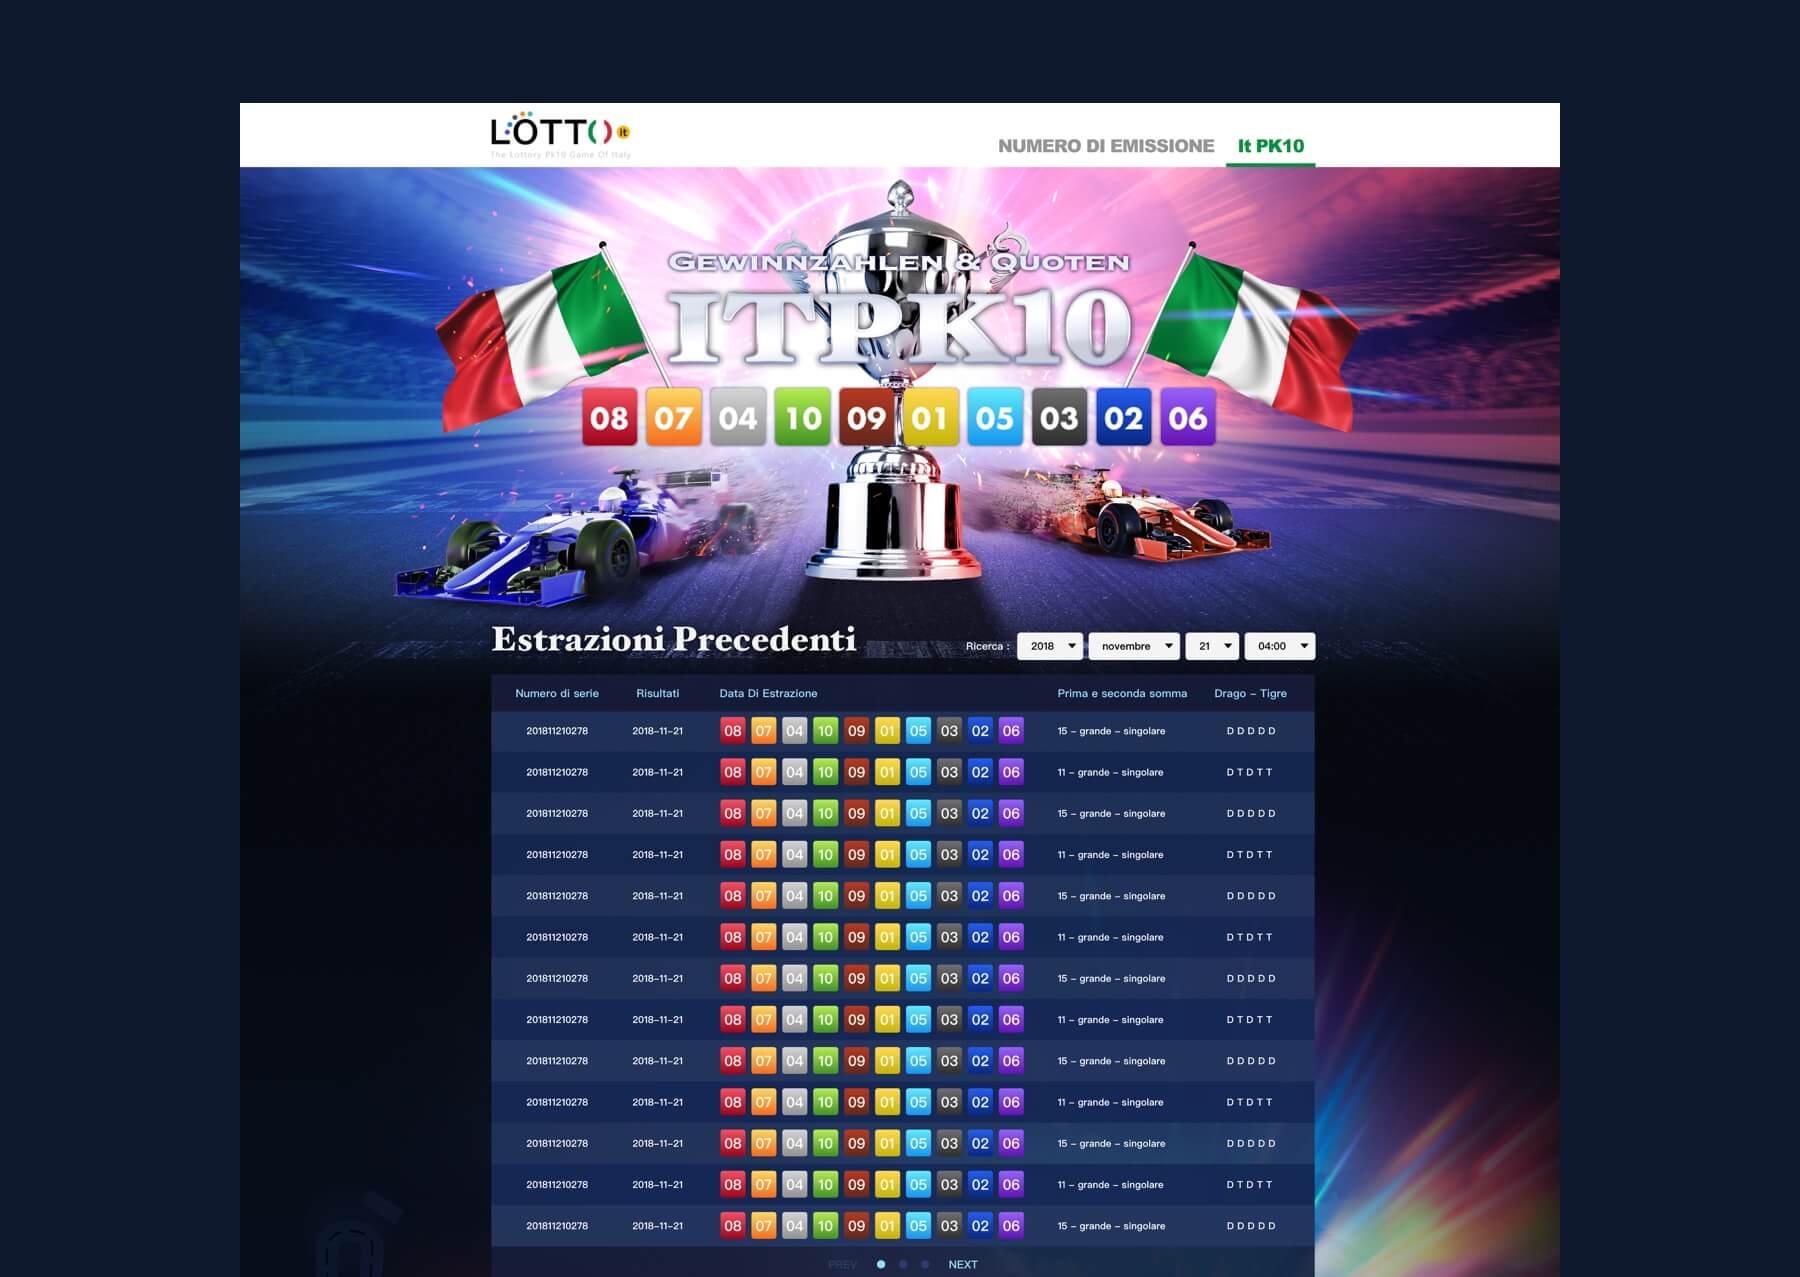 LOTTO it
The Lottory Pk10 Game Of Italy
NUMERO DI EMISSIONE It PK10
GEWINNZAHLEN & QUOTEN
ITPK10
08 07 04 10 09 01 05 03 02 06
Estrazioni Precedenti
Ricerca : 2018 novembre 21 04:00
Numero di serie Risultati Data Di Estrazione Prima e seconda somma Drago - Tigre
201811210278 2018-11-21 08 07 04 10 09 01 05 03 02 06 15 - grande - singolare D D D D D
201811210278 2018-11-21 08 07 04 10 09 01 05 03 02 06 11 - grande - singolare D T D T T
201811210278 2018-11-21 08 07 04 10 09 01 05 03 02 06 15 - grande - singolare D D D D D
201811210278 2018-11-21 08 07 04 10 09 01 05 03 02 06 11 - grande - singolare D T D T T
201811210278 2018-11-21 08 07 04 10 09 01 05 03 02 06 15 - grande - singolare D D D D D
201811210278 2018-11-21 08 07 04 10 09 01 05 03 02 06 11 - grande - singolare D T D T T
201811210278 2018-11-21 08 07 04 10 09 01 05 03 02 06 15 - grande - singolare D D D D D
201811210278 2018-11-21 08 07 04 10 09 01 05 03 02 06 11 - grande - singolare D T D T T
201811210278 2018-11-21 08 07 04 10 09 01 05 03 02 06 15 - grande - singolare D D D D D
201811210278 2018-11-21 08 07 04 10 09 01 05 03 02 06 11 - grande - singolare D T D T T
201811210278 2018-11-21 08 07 04 10 09 01 05 03 02 06 15 - grande - singolare D D D D D
201811210278 2018-11-21 08 07 04 10 09 01 05 03 02 06 11 - grande - singolare D T D T T
201811210278 2018-11-21 08 07 04 10 09 01 05 03 02 06 15 - grande - singolare D D D D D
PREV NEXT